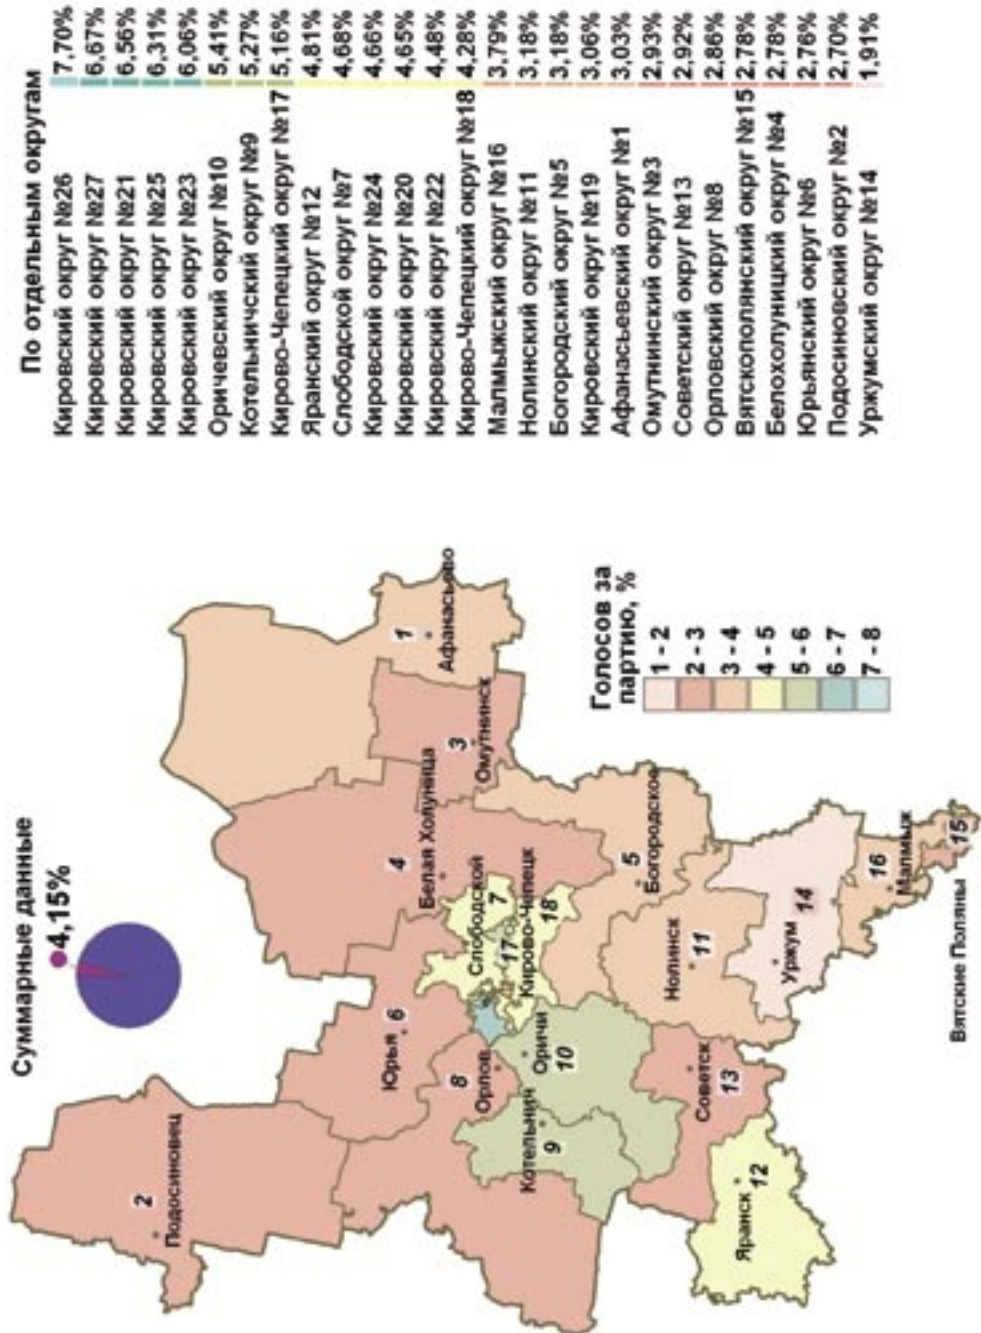 Суммарные данные
4,15%
По отдельным округам
Кировский округ №26 7,70%
Кировский округ №27 6,67%
Кировский округ №21 6,56%
Кировский округ №25 6,31%
Кировский округ №23 6,06%
Оричевский округ №10 5,41%
Котельничский округ №9 5,27%
Кирово-Чепецкий округ №17 5,16%
Яранский округ №12 4,81%
Слободской округ №7 4,68%
Кировский округ №24 4,66%
Кировский округ №20 4,65%
Кировский округ №22 4,48%
Кирово-Чепецкий округ №18 4,28%
Малмыжский округ №16 3,79%
Нолинский округ №11 3,18%
Богородский округ №5 3,18%
Кировский округ №19 3,06%
Афанасьевский округ №1 3,03%
Омутнинский округ №3 2,93%
Советский округ №13 2,92%
Орловский округ №8 2,86%
Вятскополянский округ №15 2,78%
Белохолуницкий округ №4 2,78%
Юрьянский округ №6 2,76%
Подосиновский округ №2 2,70%
Уржумский округ №14 1,91%
2
Подосиновец
Юрья 6
4
Белая Холуница
1
Афанасьево
3
Омутнинск
8
Орлов
Слободской
7
17
Кирово-Чепецк
18
Котельнич
9
Оричи
10
5
Богородское
Нолинск
11
Советск
13
Яранск
12
Уржум
14
16
Малмыж
15
Вятские Поляны
Голосов за
партию, %
1 - 2
2 - 3
3 - 4
4 - 5
5 - 6
6 - 7
7 - 8